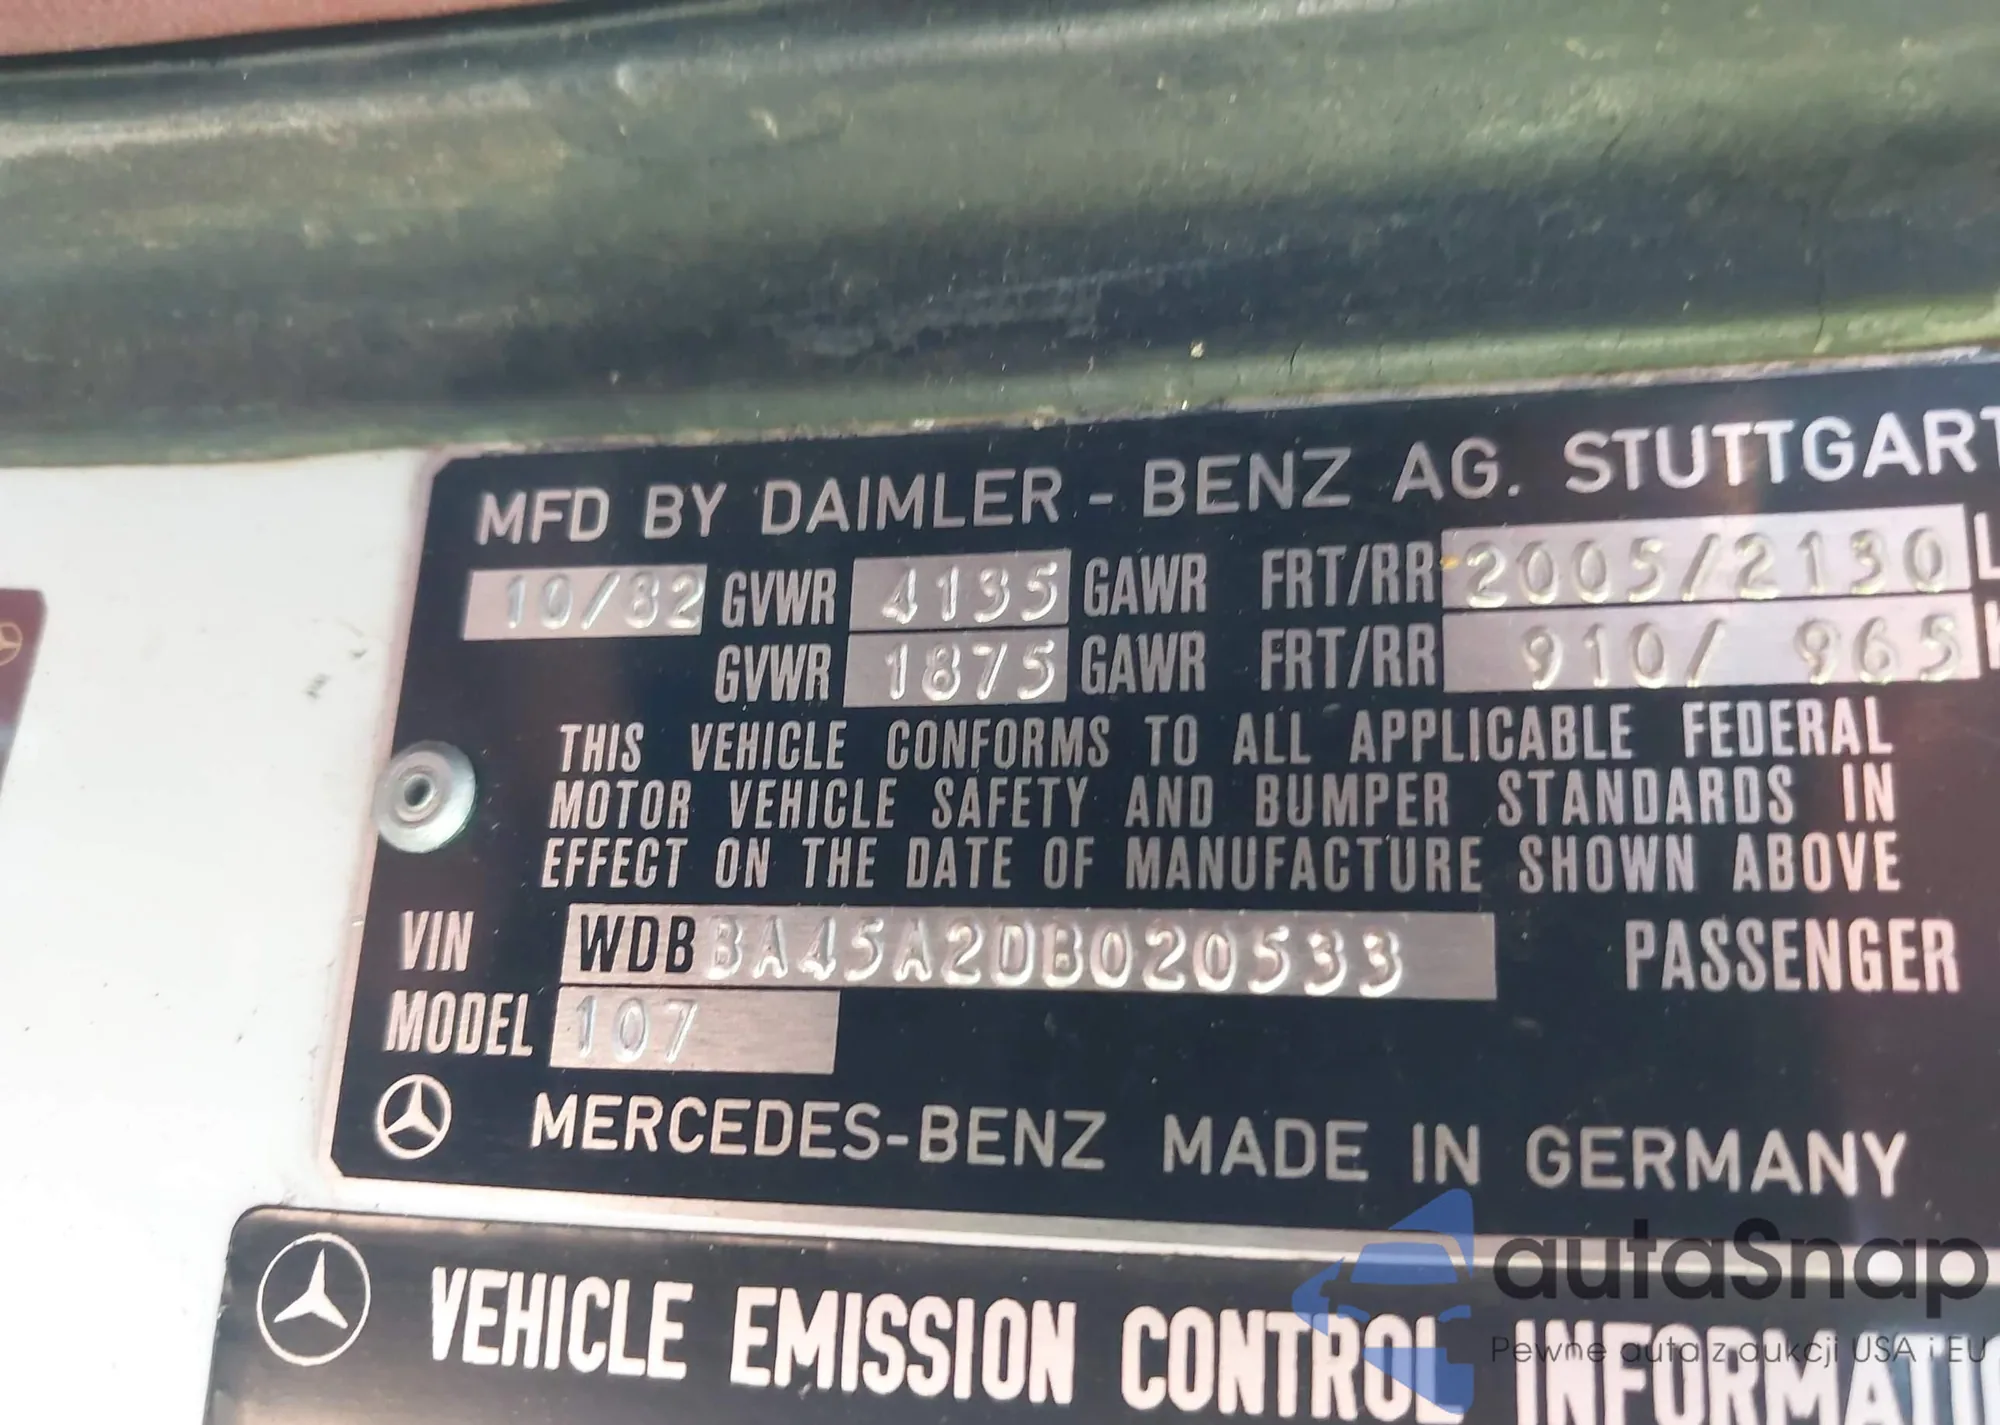 MFD BY DAIMLER - BENZ AG. STUTTGART
10/82 GVWR 4135 GAWR FRT/RR 2005/2130 L
GVWR 1875 GAWR FRT/RR 910/ 965 K
THIS VEHICLE CONFORMS TO ALL APPLICABLE FEDERAL
MOTOR VEHICLE SAFETY AND BUMPER STANDARDS IN
EFFECT ON THE DATE OF MANUFACTURE SHOWN ABOVE
VIN WDBBA45A2DB020533 PASSENGER
MODEL 107
MERCEDES-BENZ MADE IN GERMANY
VEHICLE EMISSION CONTROL INFORMATIO
autaSnap
Pewne auta z aukcji USA i EU